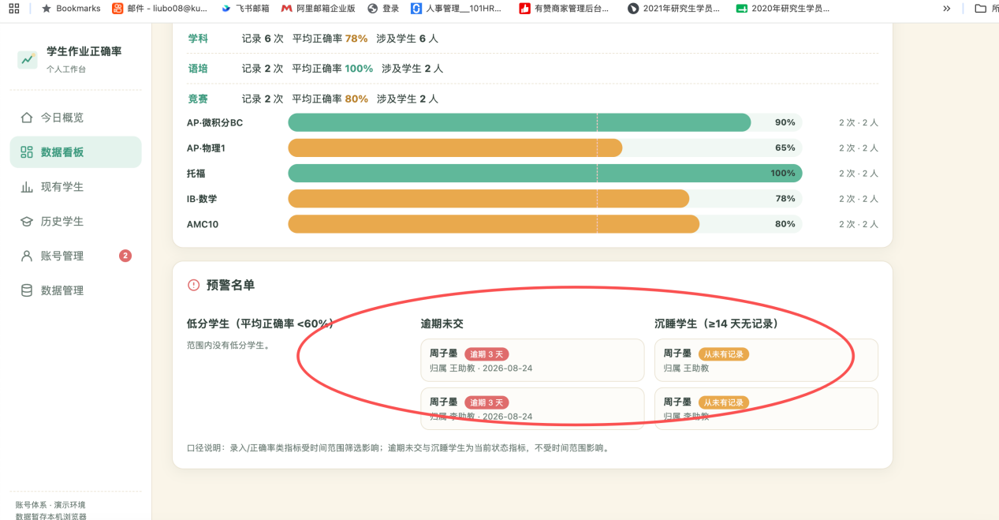 Bookmarks
邮件 - liubo08@ku...
飞书邮箱
阿里邮箱企业版
登录
人事管理__101HR...
有赞商家管理后台...
2021年研究生学员...
2020年研究生学员...
»
所
学生作业正确率
个人工作台
今日概览
数据看板
现有学生
历史学生
账号管理 2
数据管理
账号体系 · 演示环境
数据暂存本机浏览器
学科 记录 6 次 平均正确率 78% 涉及学生 6 人
语培 记录 2 次 平均正确率 100% 涉及学生 2 人
竞赛 记录 2 次 平均正确率 80% 涉及学生 2 人
AP·微积分BC 90% 2 次 · 2 人
AP·物理1 65% 2 次 · 2 人
托福 100% 2 次 · 2 人
IB·数学 78% 2 次 · 2 人
AMC10 80% 2 次 · 2 人
预警名单
低分学生（平均正确率 <60%）
范围内没有低分学生。
逾期未交
周子墨 逾期 3 天
归属 王助教 · 2026-08-24
周子墨 逾期 3 天
归属 李助教 · 2026-08-24
沉睡学生（≥14 天无记录）
周子墨 从未有记录
归属 王助教
周子墨 从未有记录
归属 李助教
口径说明：录入/正确率类指标受时间范围筛选影响；逾期未交与沉睡学生为当前状态指标，不受时间范围影响。